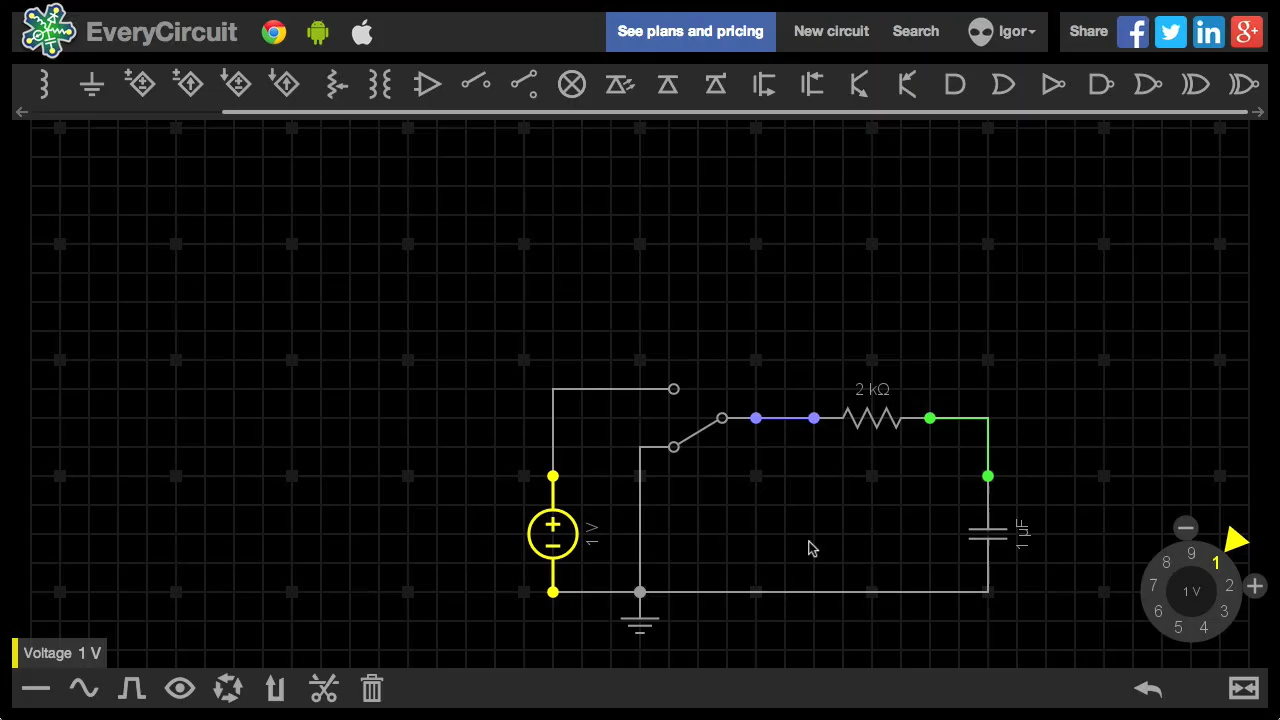 EveryCircuit
See plans and pricing
New circuit
Search
Igor
Share
f
in
g+
2 kΩ
1 V
1 µF
9
8
1
7
1 V
2
6
3
5
4
Voltage 1 V